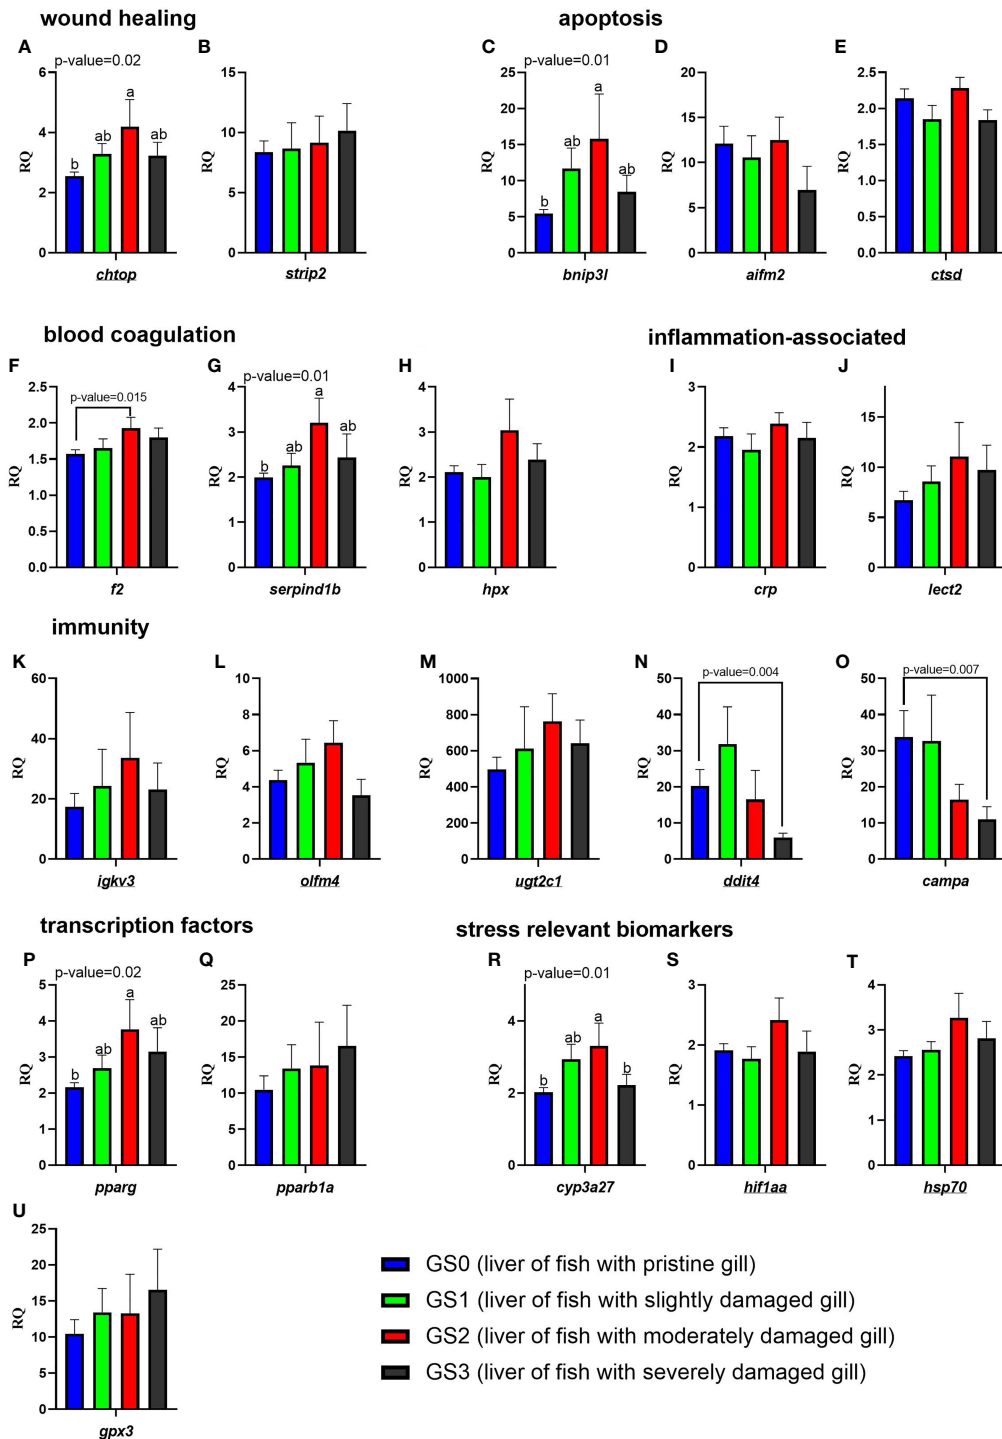 wound healing
apoptosis
A
B
C
D
E
p-value=0.02
p-value=0.01
6
4
2
0
RQ
b
ab
a
ab
chtop
15
10
5
0
RQ
strip2
25
20
15
10
5
0
RQ
b
ab
a
ab
bnip3l
20
15
10
5
0
RQ
aifm2
2.5
2.0
1.5
1.0
0.5
0.0
RQ
ctsd
blood coagulation
inflammation-associated
F
G
H
I
J
2.5
2.0
1.5
1.0
0.5
0.0
RQ
p-value=0.015
f2
p-value=0.01
4
3
2
1
0
RQ
b
ab
a
ab
serpind1b
4
3
2
1
0
RQ
hpx
3
2
1
0
RQ
crp
15
10
5
0
RQ
lect2
immunity
K
L
M
N
O
60
40
20
0
RQ
igkv3
10
8
6
4
2
0
RQ
olfm4
1000
800
600
400
200
0
RQ
ugt2c1
50
40
30
20
10
0
RQ
p-value=0.004
ddit4
50
40
30
20
10
0
RQ
p-value=0.007
campa
transcription factors
stress relevant biomarkers
P
Q
R
S
T
p-value=0.02
5
4
3
2
1
0
RQ
b
ab
a
ab
pparg
25
20
15
10
5
0
RQ
pparb1a
p-value=0.01
4
2
0
RQ
b
ab
a
b
cyp3a27
3
2
1
0
RQ
hif1aa
4
3
2
1
0
RQ
hsp70
U
25
20
15
10
5
0
RQ
gpx3
GS0 (liver of fish with pristine gill)
GS1 (liver of fish with slightly damaged gill)
GS2 (liver of fish with moderately damaged gill)
GS3 (liver of fish with severely damaged gill)